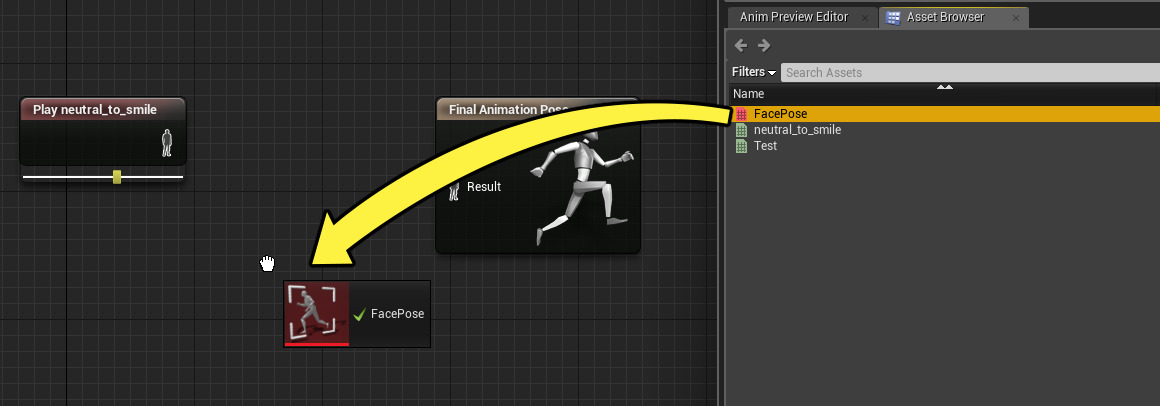 Anim Preview Editor
Asset Browser
Filters
Search Assets
Name
FacePose
neutral_to_smile
Test
Play neutral_to_smile
Final Animation Pose
Result
FacePose